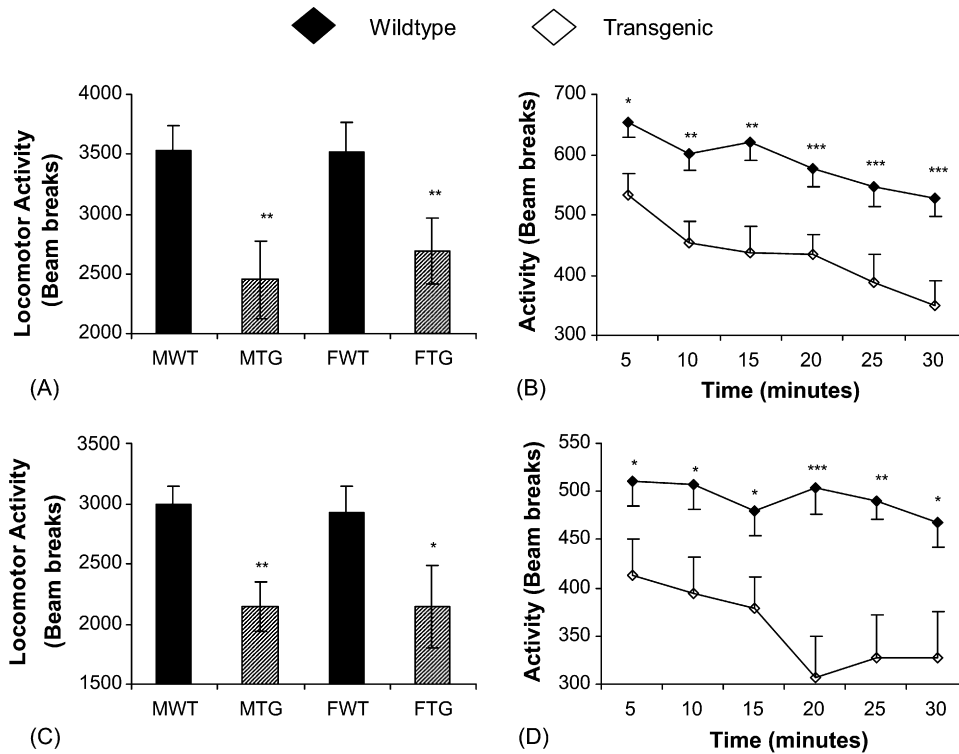 Wildtype Transgenic
Locomotor Activity
(Beam breaks)
4000
3500
3000
2500
2000
**
**
MWT MTG FWT FTG
(A)
Activity (Beam breaks)
700
600
500
400
300
* ** ** *** *** ***
5 10 15 20 25 30
Time (minutes)
(B)
Locomotor Activity
(Beam breaks)
3500
3000
2500
2000
1500
**
*
MWT MTG FWT FTG
(C)
Activity (Beam breaks)
550
500
450
400
350
300
* * * *** ** *
5 10 15 20 25 30
Time (minutes)
(D)